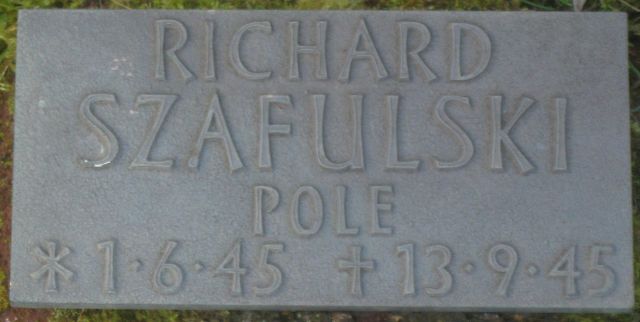 RICHARD
SZAFULSKI
POLE
* 1·6·45 † 13·9·45